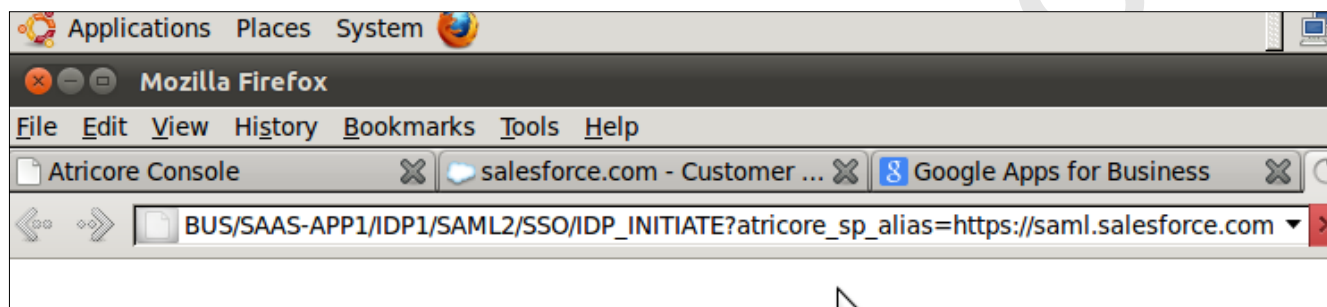 Applications Places System
Mozilla Firefox
File Edit View History Bookmarks Tools Help
Atricore Console salesforce.com - Customer ... Google Apps for Business
BUS/SAAS-APP1/IDP1/SAML2/SSO/IDP_INITIATE?atricore_sp_alias=https://saml.salesforce.com